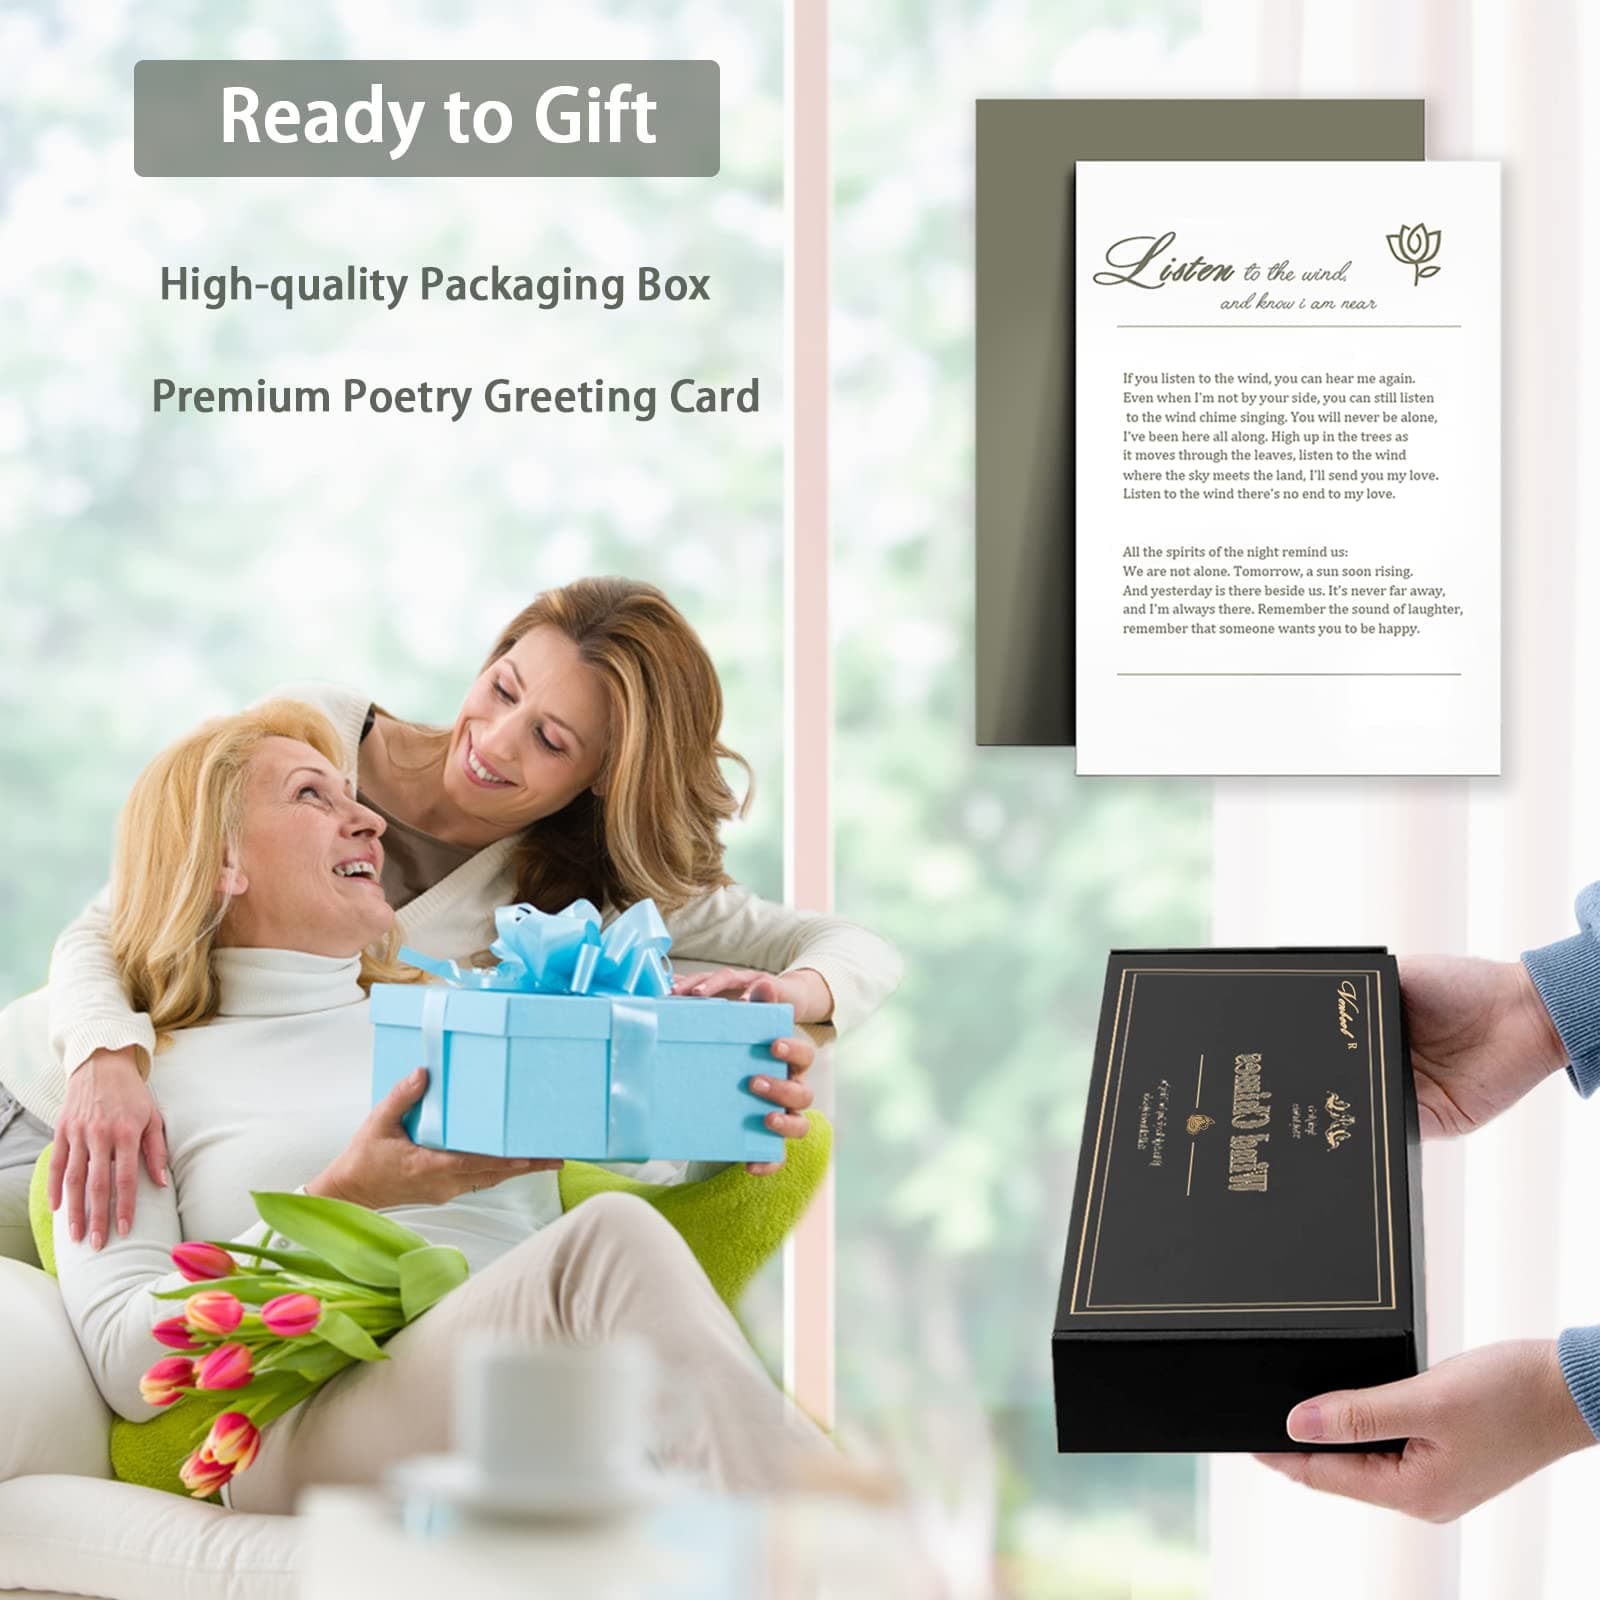 Ready to Gift
High-quality Packaging Box
Premium Poetry Greeting Card
Listen to the wind,
and know i am near
If you listen to the wind, you can hear me again.
Even when I'm not by your side, you can still listen
to the wind chime singing. You will never be alone,
I've been here all along. High up in the trees as
it moves through the leaves, listen to the wind
where the sky meets the land, I'll send you my love.
Listen to the wind there's no end to my love.
All the spirits of the night remind us:
We are not alone. Tomorrow, a sun soon rising.
And yesterday is there beside us. It's never far away,
and I'm always there. Remember the sound of laughter,
remember that someone wants you to be happy.
R
Wind Chimes